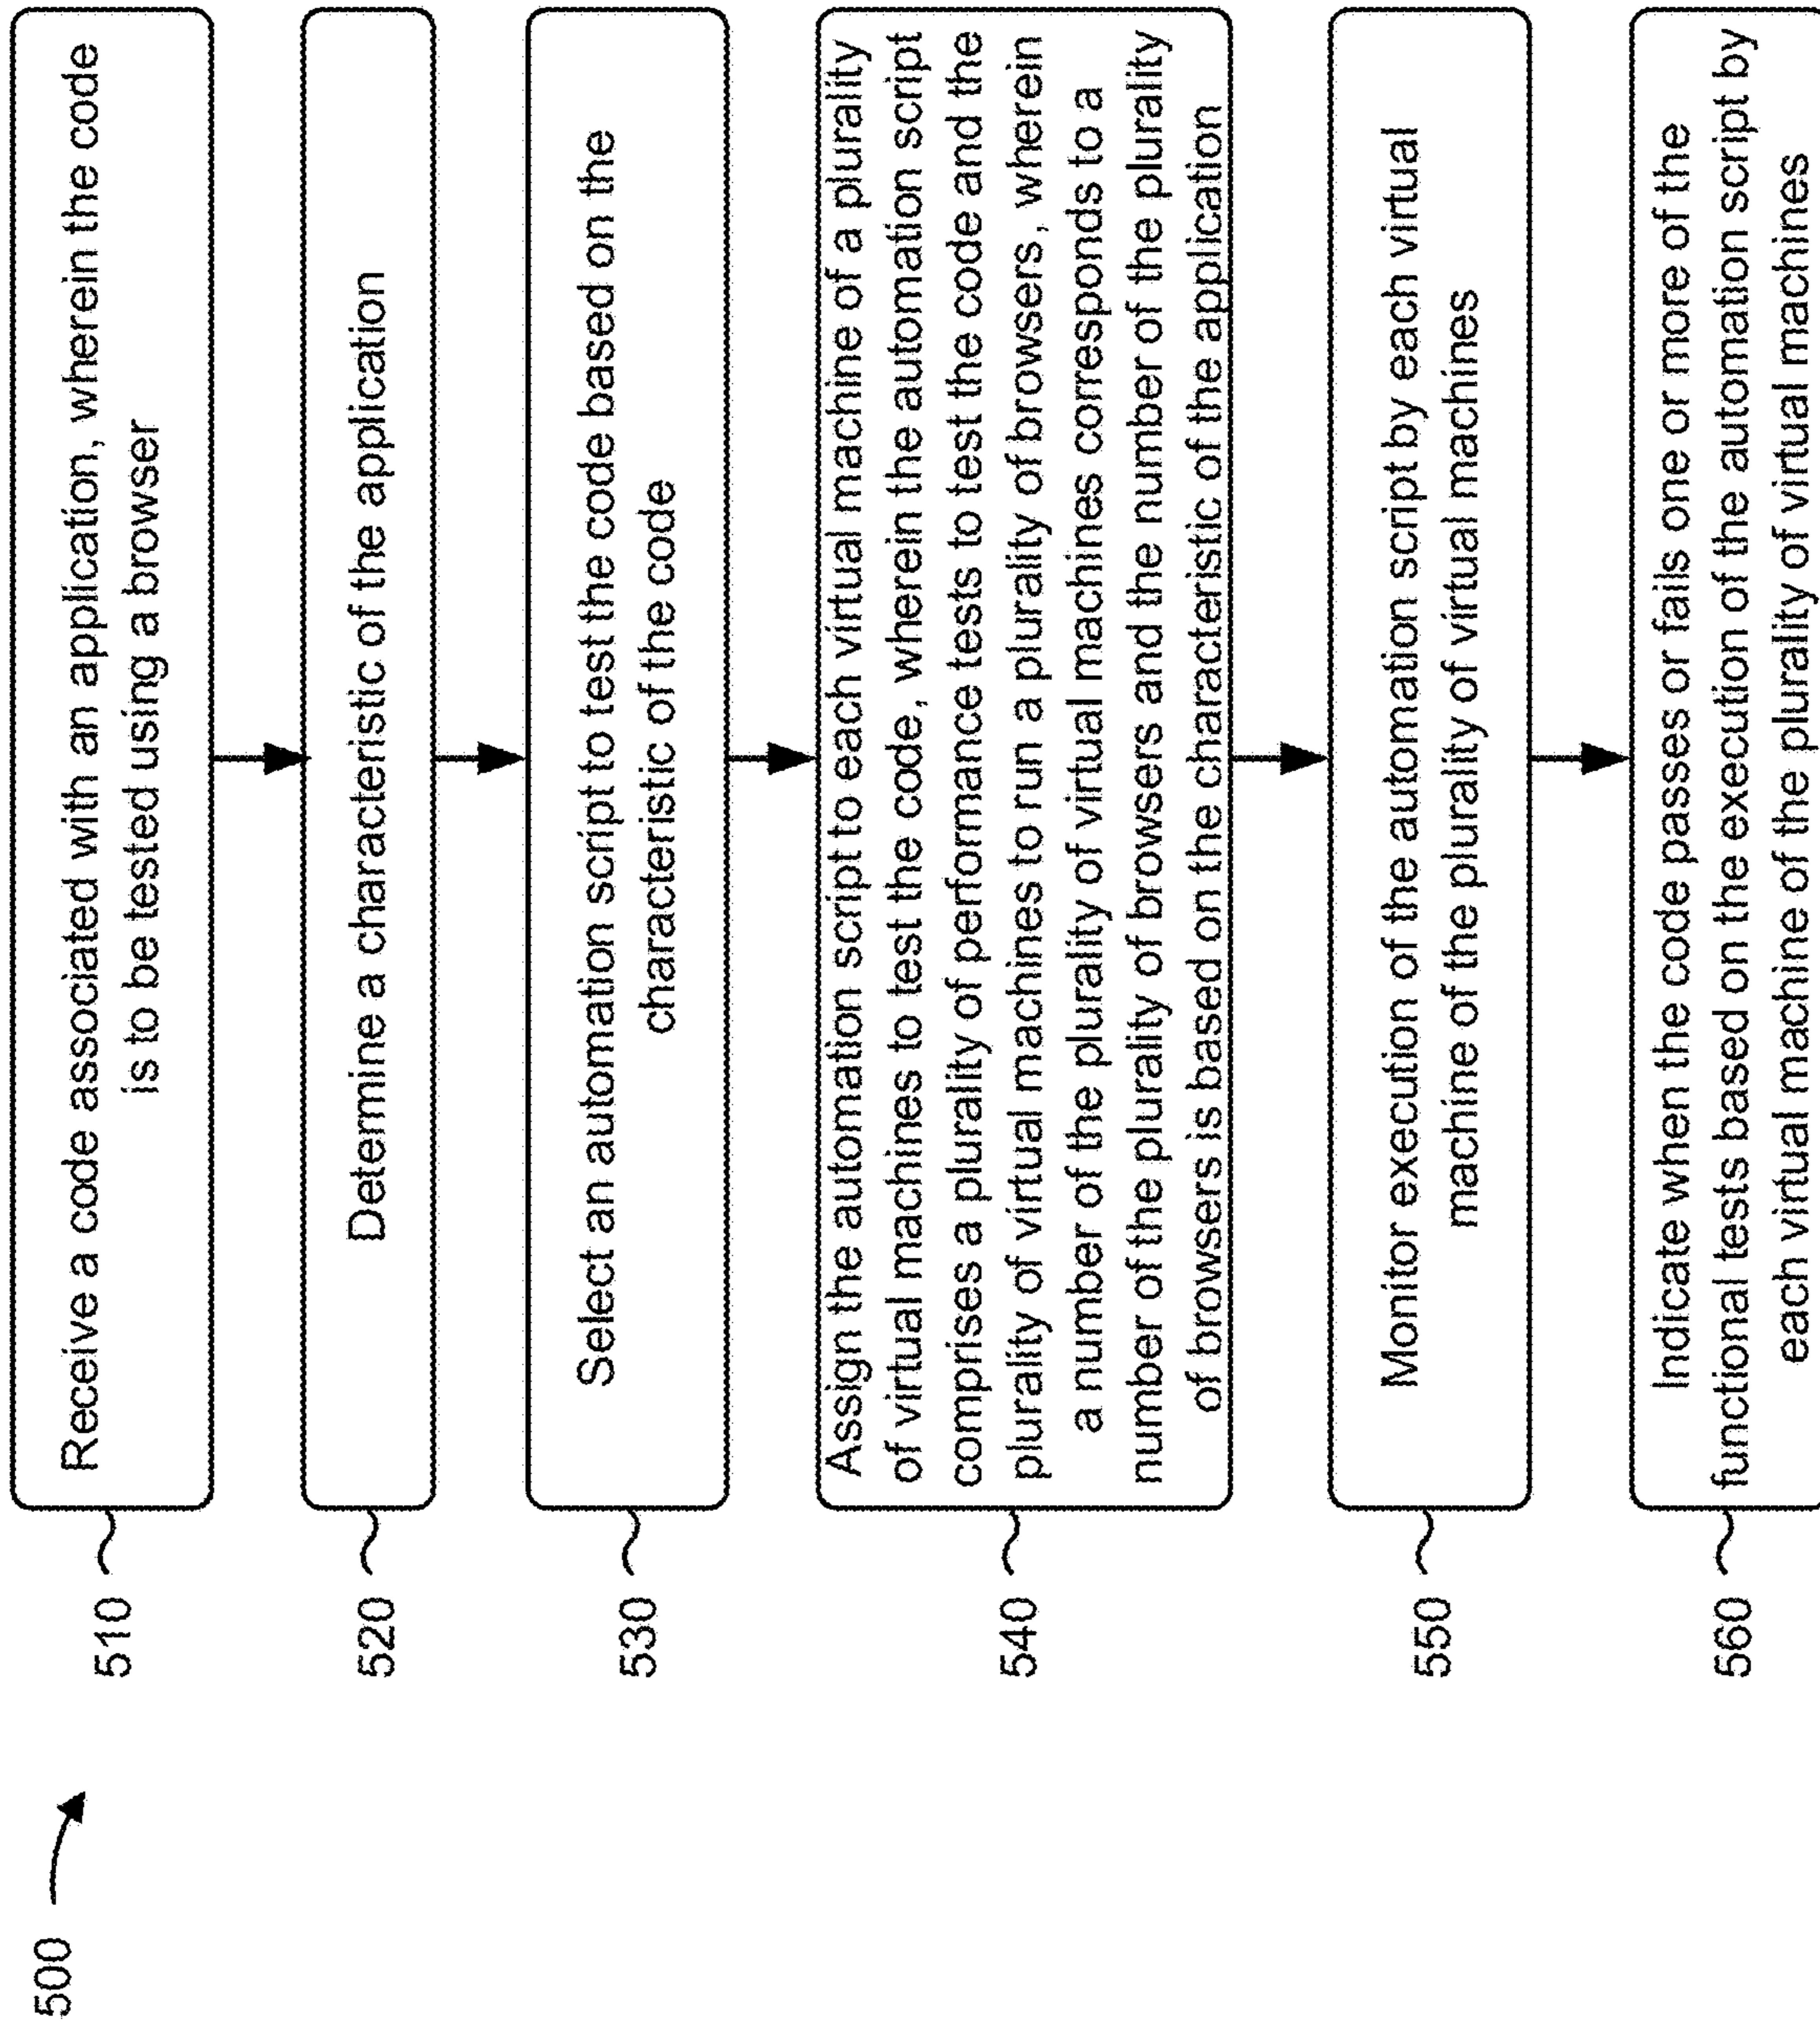 500
510
Receive a code associated with an application, wherein the code
is to be tested using a browser
520
Determine a characteristic of the application
530
Select an automation script to test the code based on the
characteristic of the code
540
Assign the automation script to each virtual machine of a plurality
of virtual machines to test the code, wherein the automation script
comprises a plurality of performance tests to test the code and the
plurality of virtual machines to run a plurality of browsers, wherein
a number of the plurality of virtual machines corresponds to a
number of the plurality of browsers and the number of the plurality
of browsers is based on the characteristic of the application
550
Monitor execution of the automation script by each virtual
machine of the plurality of virtual machines
560
Indicate when the code passes or fails one or more of the
functional tests based on the execution of the automation script by
each virtual machine of the plurality of virtual machines